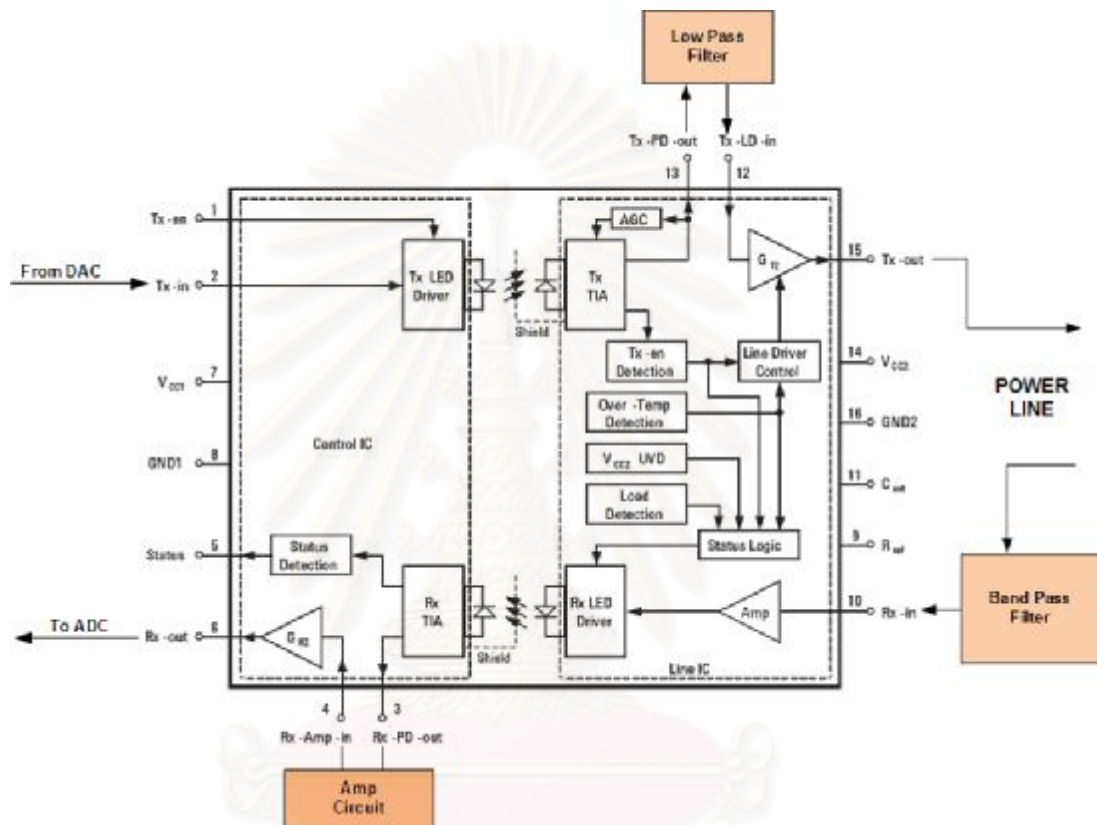 Low Pass
Filter
Tx -PD -out
Tx -LD -in
13
12
Tx -en
1
AGC
From DAC
Tx -in
2
Tx LED
Driver
Shield
Tx
TIA
15
Tx -out
Tx -en
Detection
Line Driver
Control
14
VCC2
VCC1
7
Over -Temp
Detection
POWER
LINE
16
GND2
Control IC
GND1
8
VCC2 UVD
11
Load
Detection
Status
5
Status
Detection
Status Logic
9
Rx
TIA
Rx LED
Driver
Amp
10
Rx -in
Band Pass
Filter
To ADC
Rx -out
6
Shield
Line IC
4
3
Rx -Amp -in
Rx -PD -out
Amp
Circuit